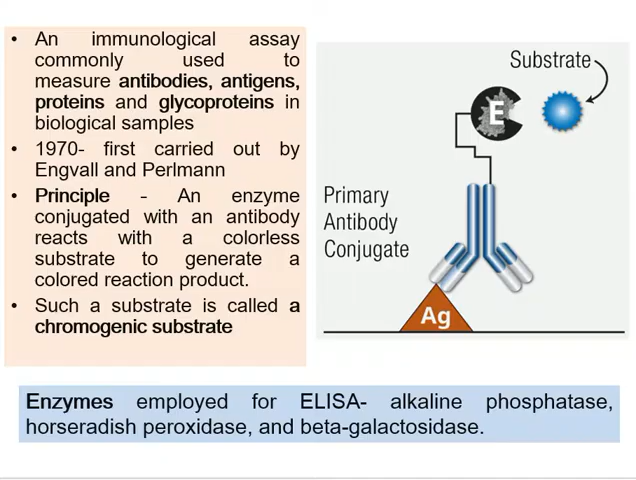 • An immunological assay
commonly used to
measure antibodies, antigens,
proteins and glycoproteins in
biological samples
• 1970- first carried out by
Engvall and Perlmann
• Principle - An enzyme
conjugated with an antibody
reacts with a colorless
substrate to generate a
colored reaction product.
• Such a substrate is called a
chromogenic substrate
Substrate
E
Primary
Antibody
Conjugate
Ag
Enzymes employed for ELISA- alkaline phosphatase,
horseradish peroxidase, and beta-galactosidase.